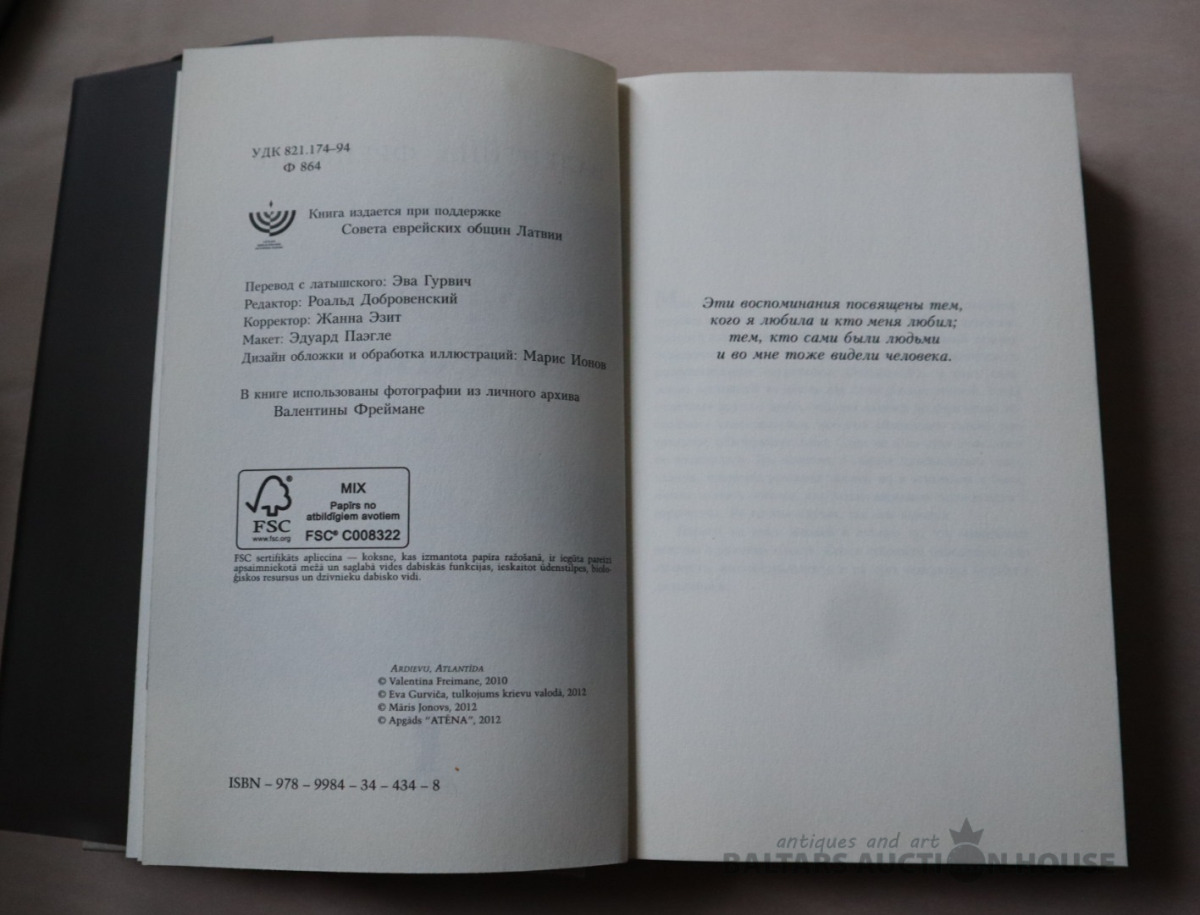 УДК 821.174–94
Ф 864
Книга издается при поддержке
Совета еврейских общин Латвии
Перевод с латышского: Эва Гурвич
Редактор: Роальд Добровенский
Корректор: Жанна Эзит
Макет: Эдуард Паэгле
Дизайн обложки и обработка иллюстраций: Марис Ионов
В книге использованы фотографии из личного архива
Валентины Фреймане
FSC
www.fsc.org
MIX
Papīrs no
atbildīgiem avotiem
FSC® C008322
FSC sertifikāts apliecina — koksne, kas izmantota papīra ražošanā, ir iegūta pareizi
apsaimniekotā mežā un saglabā vides dabiskās funkcijas, ieskaitot ūdenstilpes, biolo-
ģiskos resursus un dzīvnieku dabisko vidi.
Ardievu, Atlantīda
© Valentīna Freimane, 2010
© Eva Gurviča, tulkojums krievu valodā, 2012
© Māris Jonovs, 2012
© Apgāds “ATĒNA”, 2012
ISBN – 978 – 9984 – 34 – 434 – 8
Эти воспоминания посвящены тем,
кого я любила и кто меня любил;
тем, кто сами были людьми
и во мне тоже видели человека.
antiques and art
BALTARS AUCTION HOUSE